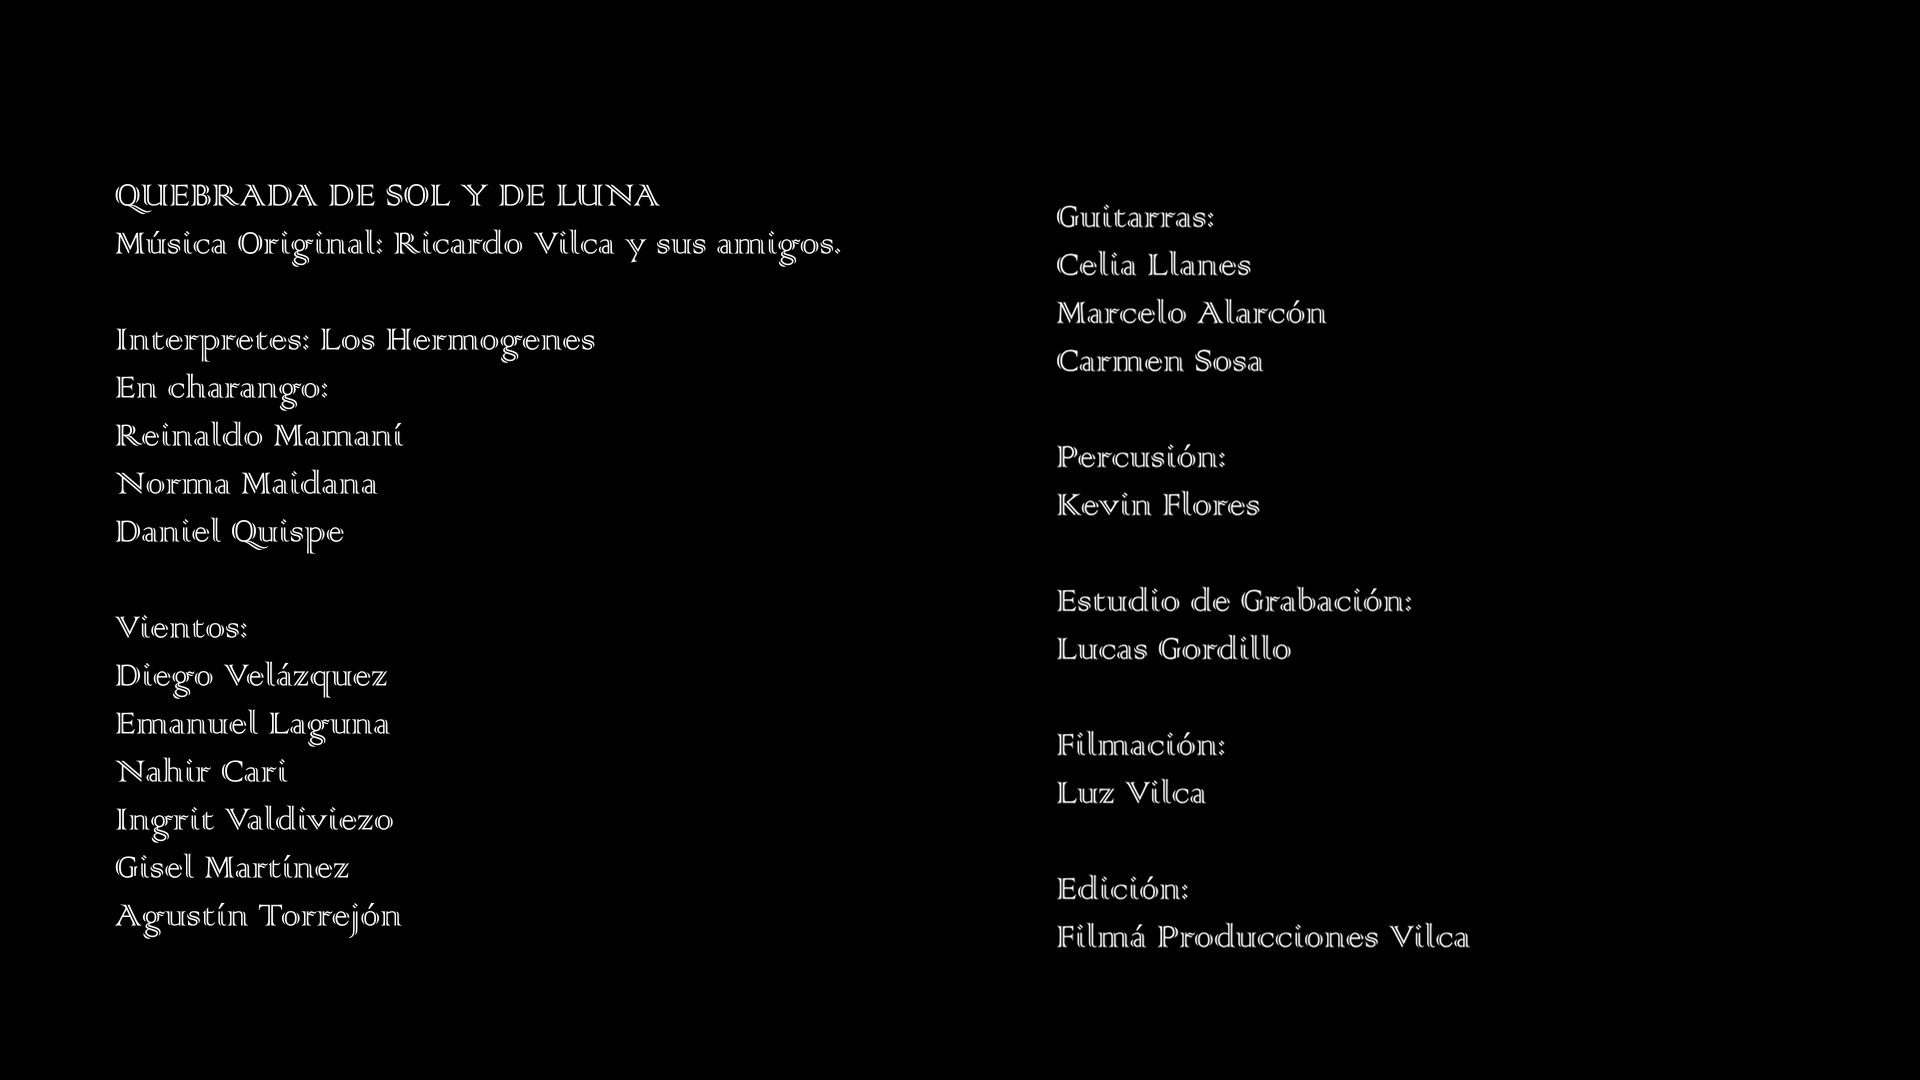 QUEBRADA DE SOL Y DE LUNA
Música Original: Ricardo Vilca y sus amigos.
Interpretes: Los Hermogenes
En charango:
Reinaldo Mamaní
Norma Maidana
Daniel Quispe
Vientos:
Diego Velázquez
Emanuel Laguna
Nahir Cari
Ingrit Valdiviezo
Gisel Martínez
Agustín Torrejón
Guitarras:
Celia Llanes
Marcelo Alarcón
Carmen Sosa
Percusión:
Kevin Flores
Estudio de Grabación:
Lucas Gordillo
Filmación:
Luz Vilca
Edición:
Filmá Producciones Vilca